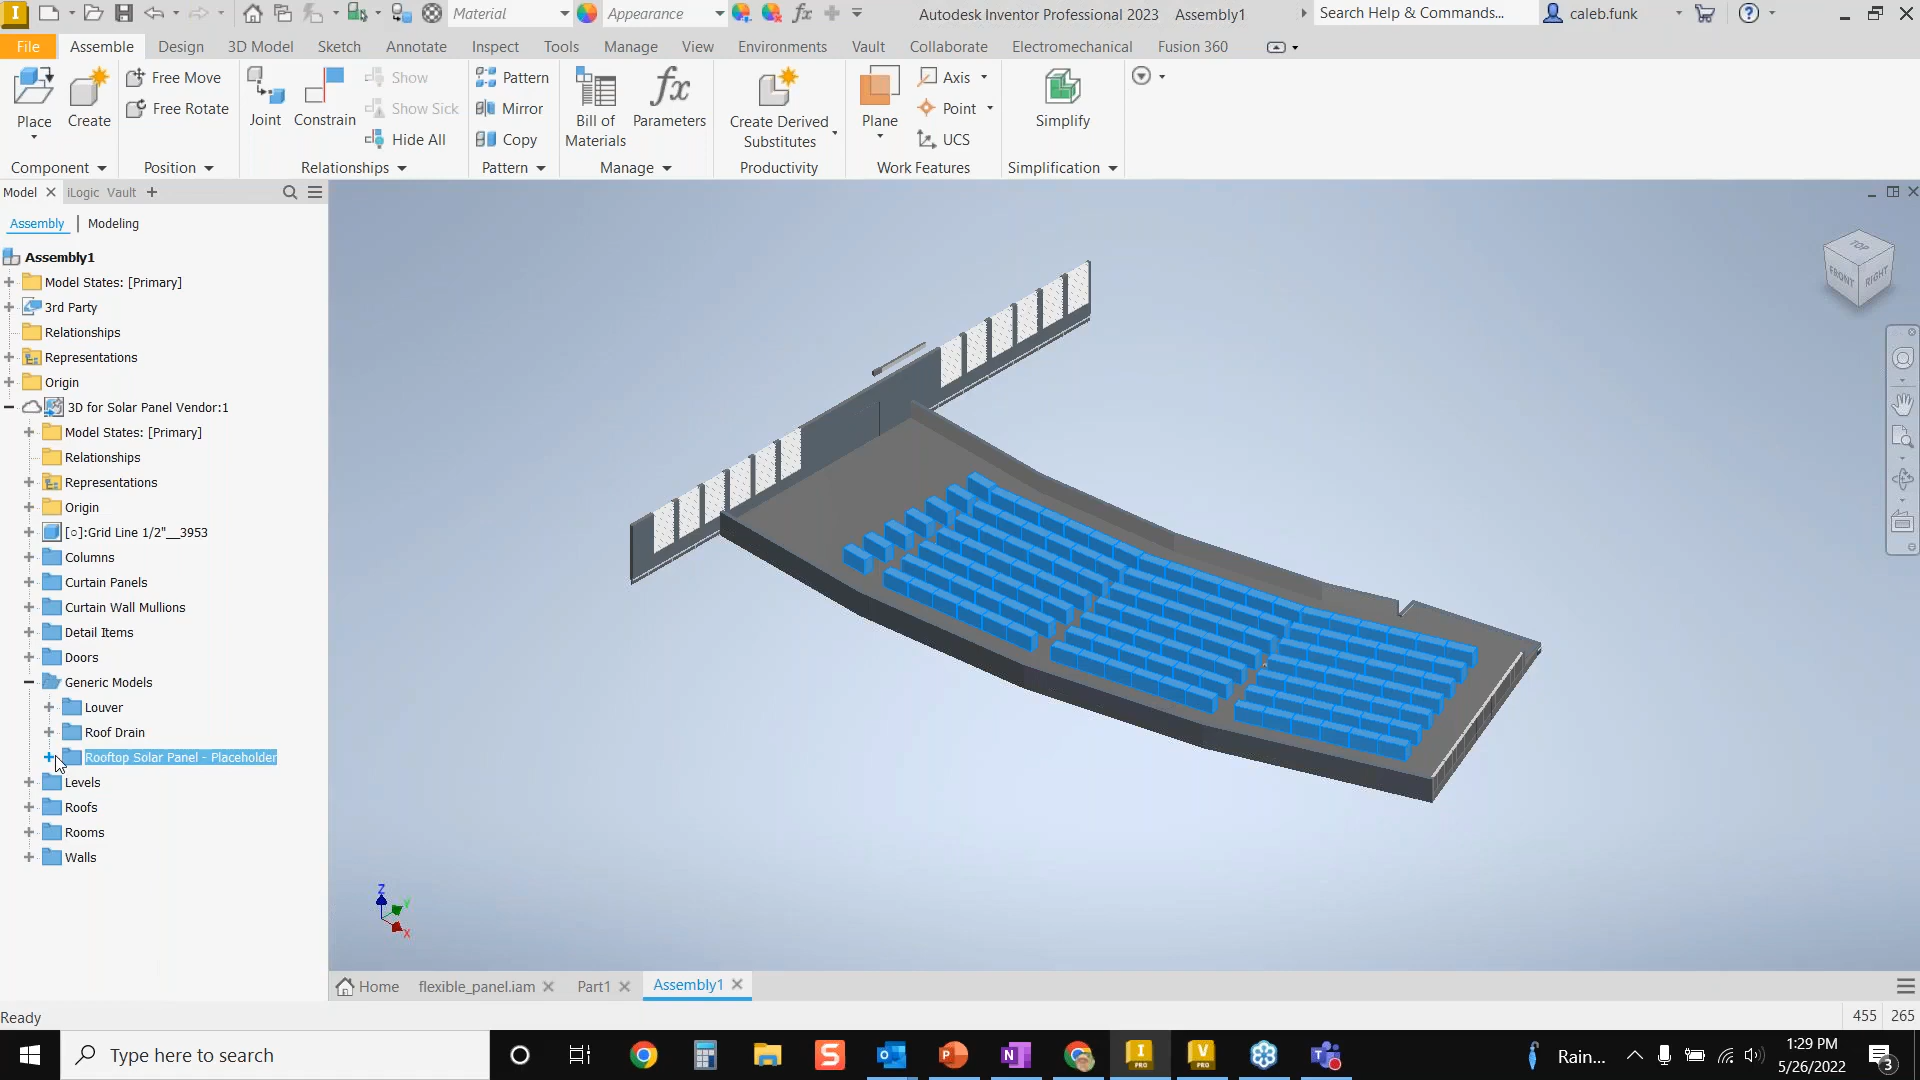 Material
Appearance
Autodesk Inventor Professional 2023 Assembly1
Search Help & Commands...
caleb.funk
File
Assemble
Design
3D Model
Sketch
Annotate
Inspect
Tools
Manage
View
Environments
Vault
Collaborate
Electromechanical
Fusion 360
Place
Create
Free Move
Free Rotate
Joint
Constrain
Show
Show Sick
Hide All
Pattern
Mirror
Copy
Bill of
Materials
Parameters
Create Derived
Substitutes
Plane
Axis
Point
UCS
Simplify
Component
Position
Relationships
Pattern
Manage
Productivity
Work Features
Simplification
Model
iLogic
Vault
Assembly | Modeling
Assembly1
Model States: [Primary]
3rd Party
Relationships
Representations
Origin
3D for Solar Panel Vendor:1
Model States: [Primary]
Relationships
Representations
Origin
[○]:Grid Line 1/2"__3953
Columns
Curtain Panels
Curtain Wall Mullions
Detail Items
Doors
Generic Models
Louver
Roof Drain
Rooftop Solar Panel - Placeholder
Levels
Roofs
Rooms
Walls
TOP
FRONT
RIGHT
Z
Y
X
Home
flexible_panel.iam
Part1
Assembly1
Ready
455
265
Type here to search
Rain...
1:29 PM
5/26/2022
3